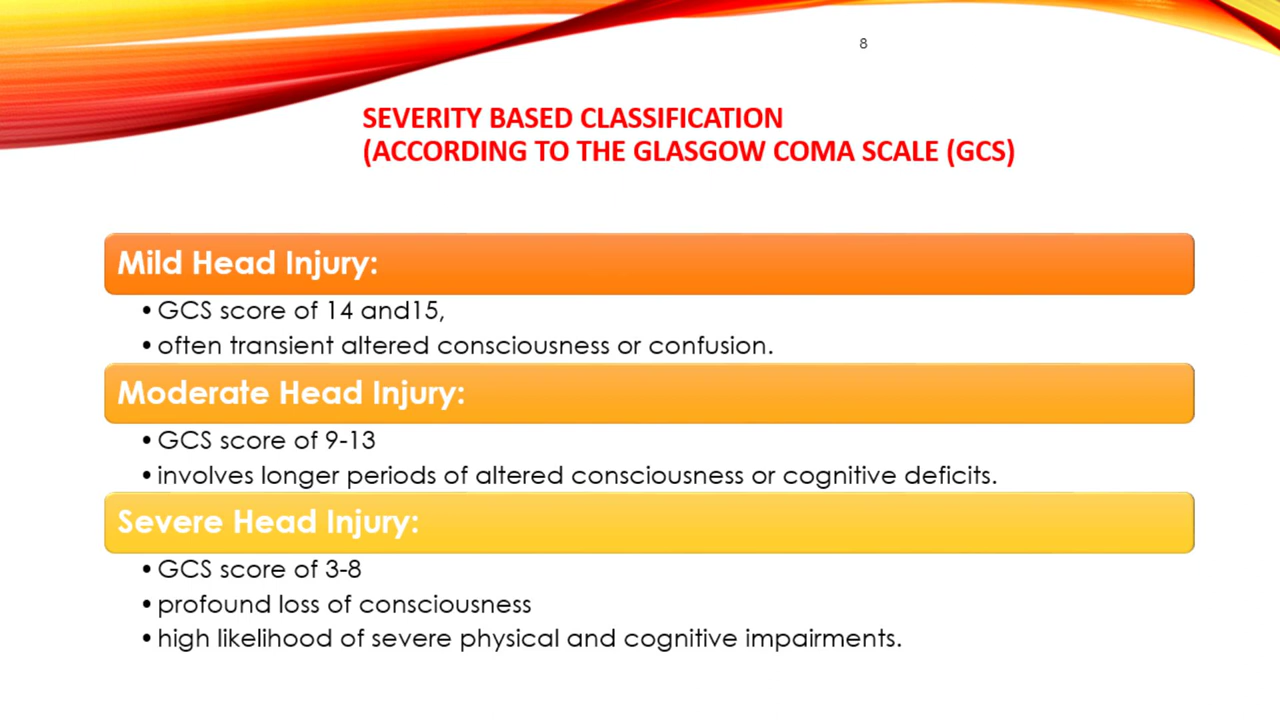 8
SEVERITY BASED CLASSIFICATION
(ACCORDING TO THE GLASGOW COMA SCALE (GCS)
Mild Head Injury:
• GCS score of 14 and15,
• often transient altered consciousness or confusion.
Moderate Head Injury:
• GCS score of 9-13
• involves longer periods of altered consciousness or cognitive deficits.
Severe Head Injury:
• GCS score of 3-8
• profound loss of consciousness
• high likelihood of severe physical and cognitive impairments.